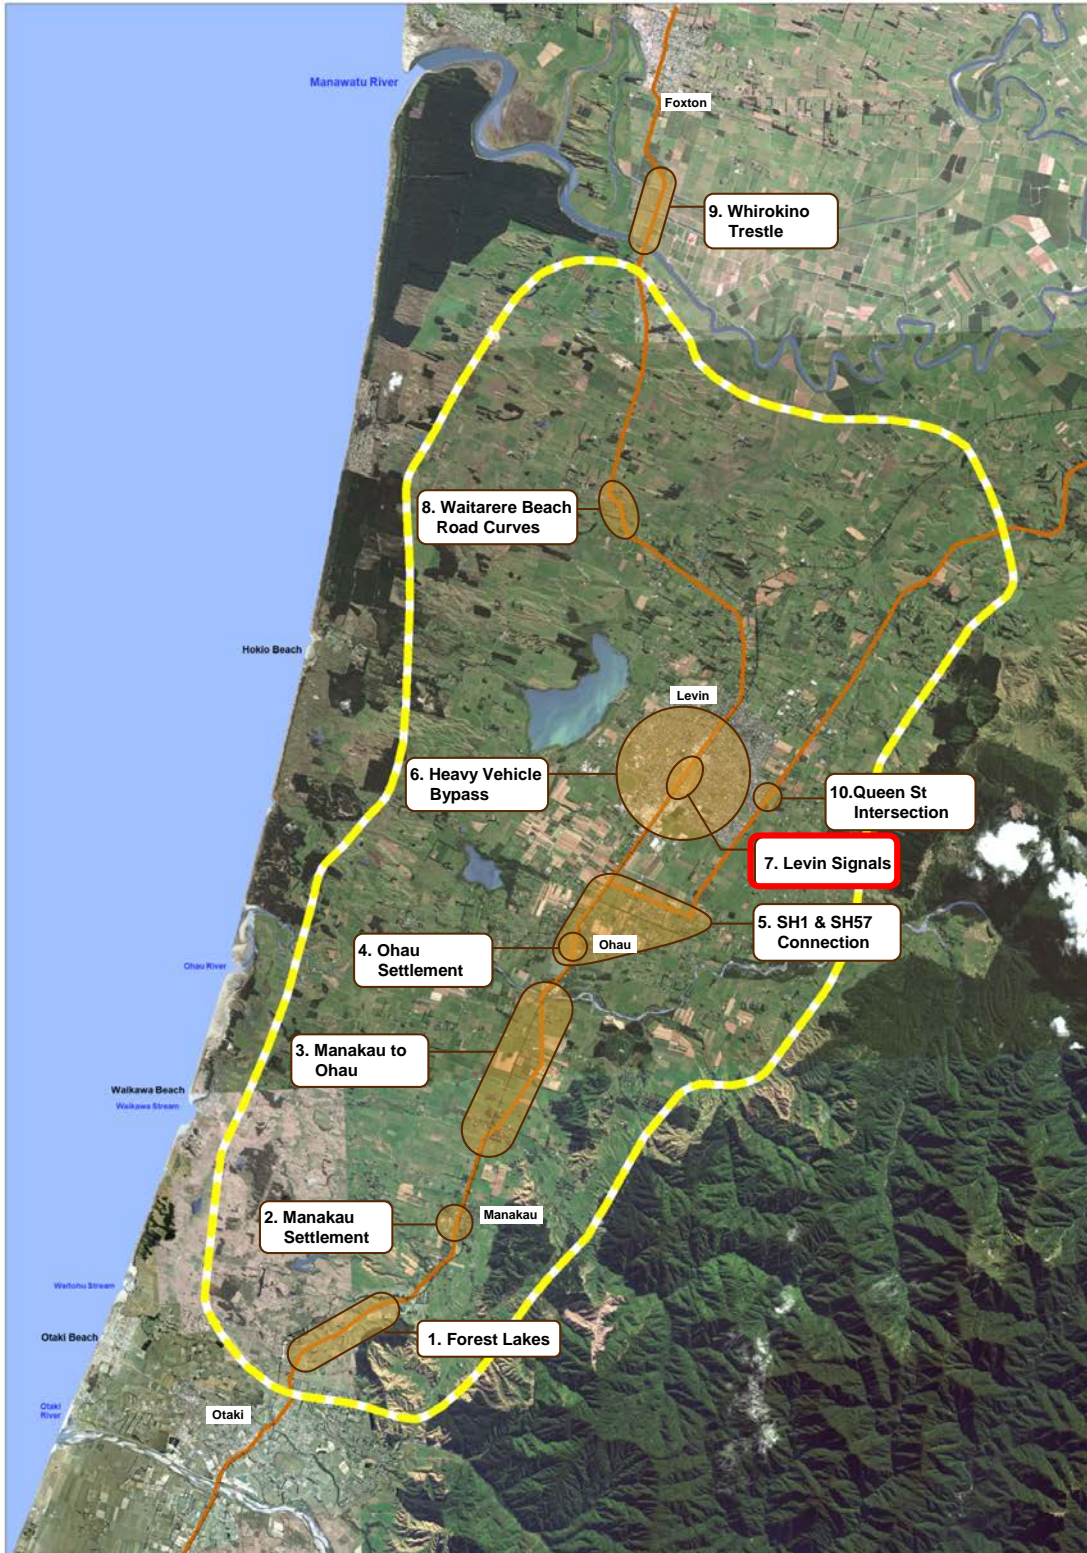 Manawatu River
Foxton
9. Whirokino
Trestle
8. Waitarere Beach
Road Curves
Hokio Beach
Levin
6. Heavy Vehicle
Bypass
10.Queen St
Intersection
7. Levin Signals
5. SH1 & SH57
Connection
4. Ohau
Settlement
Ohau
Ohau River
3. Manakau to
Ohau
Waikawa Beach
Waikawa Stream
2. Manakau
Settlement
Manakau
Waitohu Stream
Otaki Beach
1. Forest Lakes
Otaki
River
Otaki